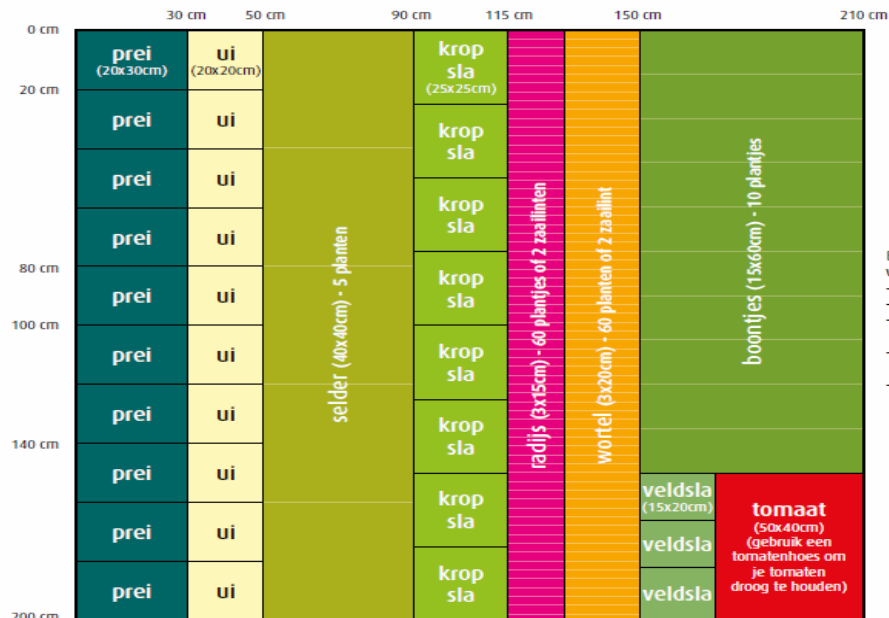 30 cm 50 cm 90 cm 115 cm 150 cm 210 cm
0 cm
20 cm
80 cm
100 cm
140 cm
200 cm
prei
(20x30cm)
prei
prei
prei
prei
prei
prei
prei
prei
prei
ui
(20x20cm)
ui
ui
ui
ui
ui
ui
ui
ui
ui
selder (40x40cm) - 5 planten
krop
sla
(25x25cm)
krop
sla
krop
sla
krop
sla
krop
sla
krop
sla
krop
sla
krop
sla
radijs (3x15cm) - 60 plantjes of 2 zaailinten
wortel (3x20cm) - 60 planten of 2 zaailint
boontjes (15x60cm) - 10 plantjes
veldsla
(15x20cm)
veldsla
veldsla
tomaat
(50x40cm)
(gebruik een
tomatenhoes om
je tomaten
droog te houden)